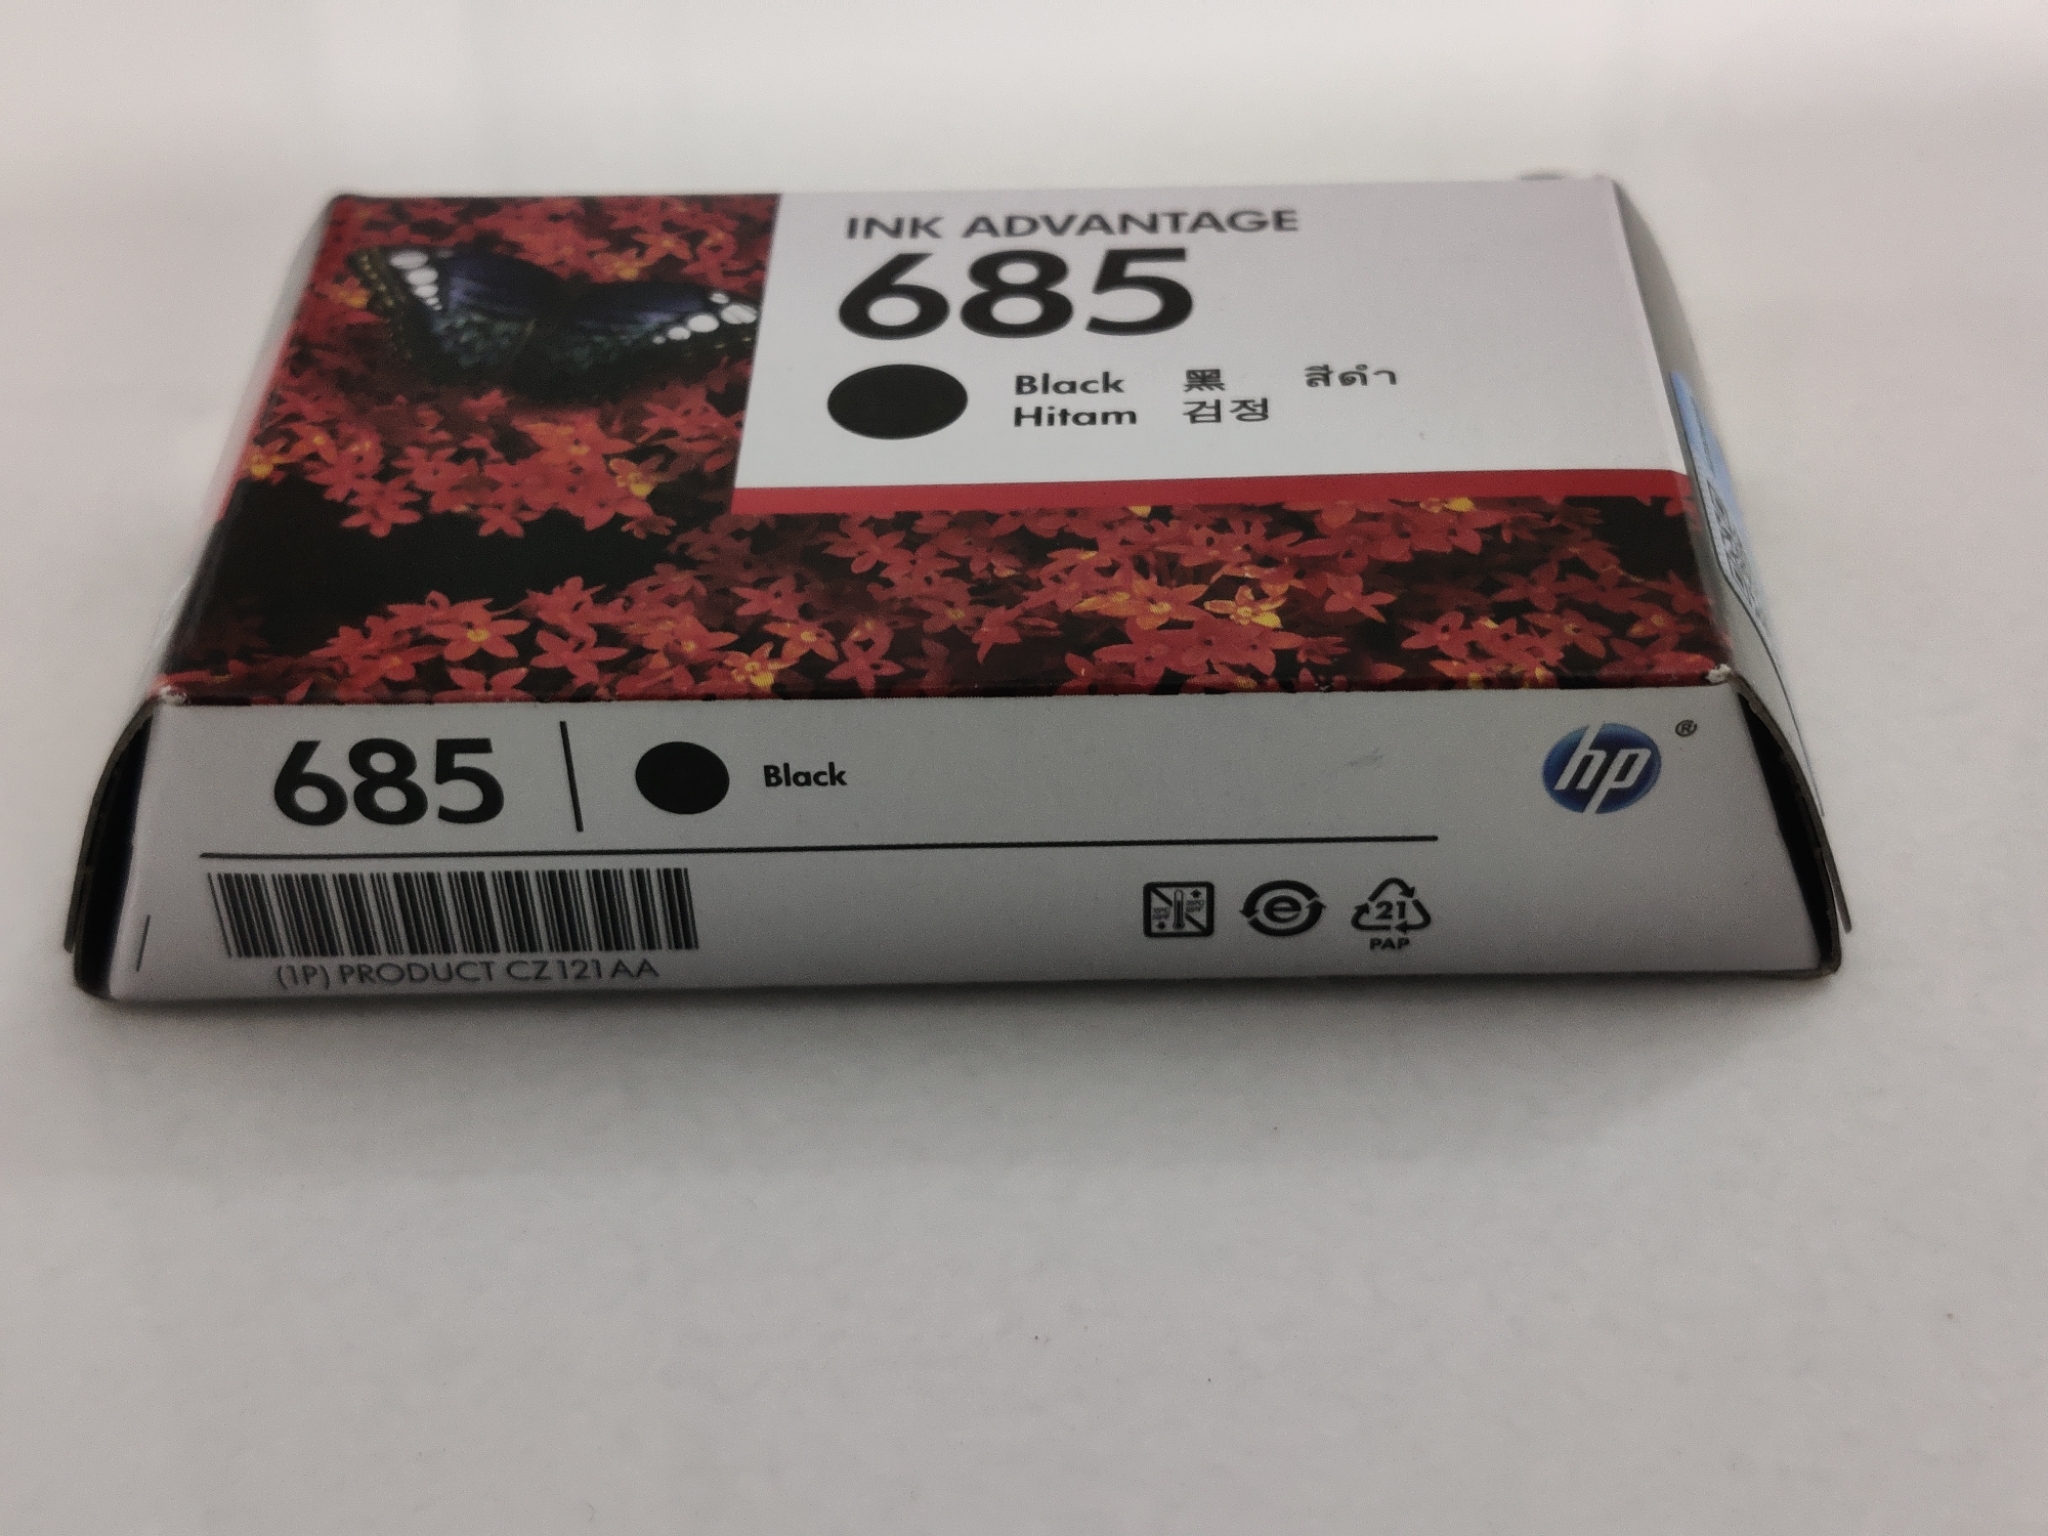 INK ADVANTAGE
685
Black 黑 สีดำ
Hitam 검정
685 Black
hp ®
(1P) PRODUCT CZ121AA
e
21
PAP